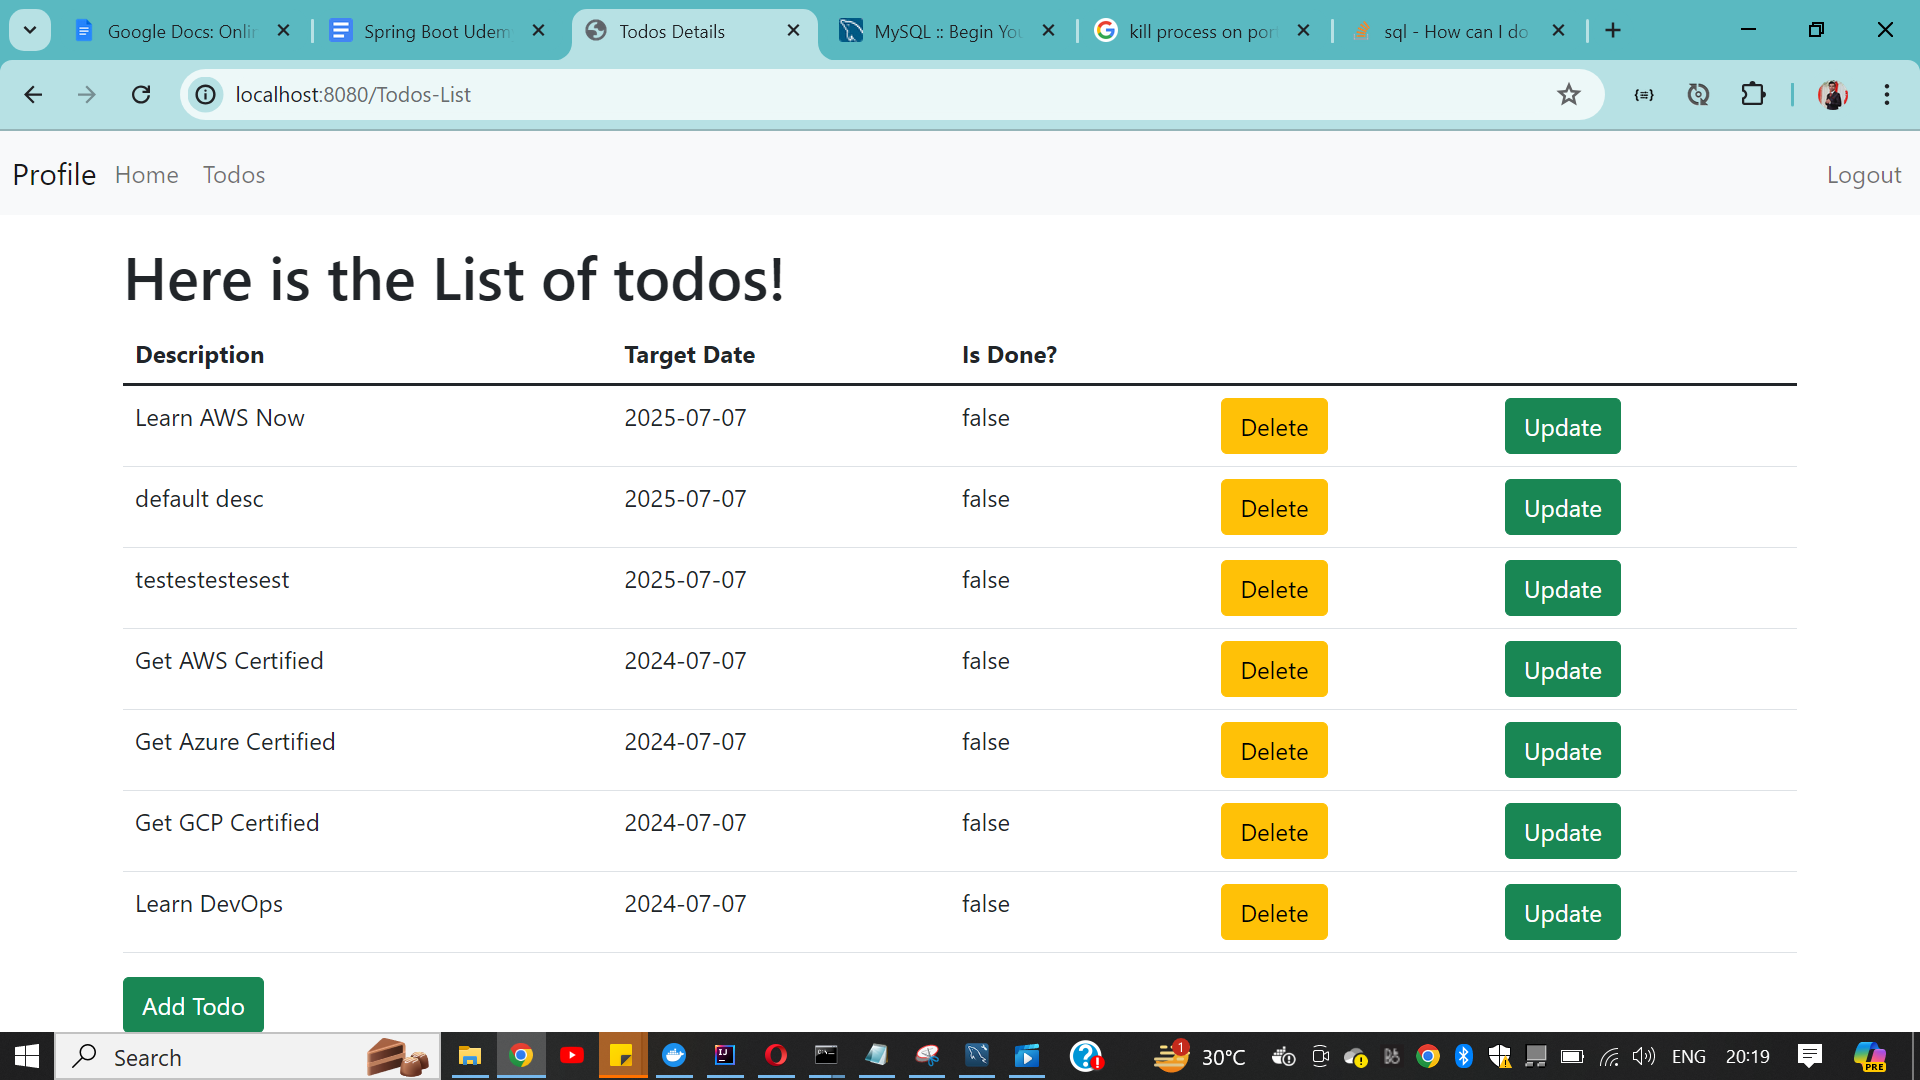 Google Docs: Onlin
Spring Boot Udem
Todos Details
MySQL :: Begin You
kill process on port
sql - How can I do
localhost:8080/Todos-List
Profile Home Todos Logout
Here is the List of todos!
Description Target Date Is Done?
Learn AWS Now 2025-07-07 false Delete Update
default desc 2025-07-07 false Delete Update
testestestesest 2025-07-07 false Delete Update
Get AWS Certified 2024-07-07 false Delete Update
Get Azure Certified 2024-07-07 false Delete Update
Get GCP Certified 2024-07-07 false Delete Update
Learn DevOps 2024-07-07 false Delete Update
Add Todo
Search 1 30°C ENG 20:19 PRE